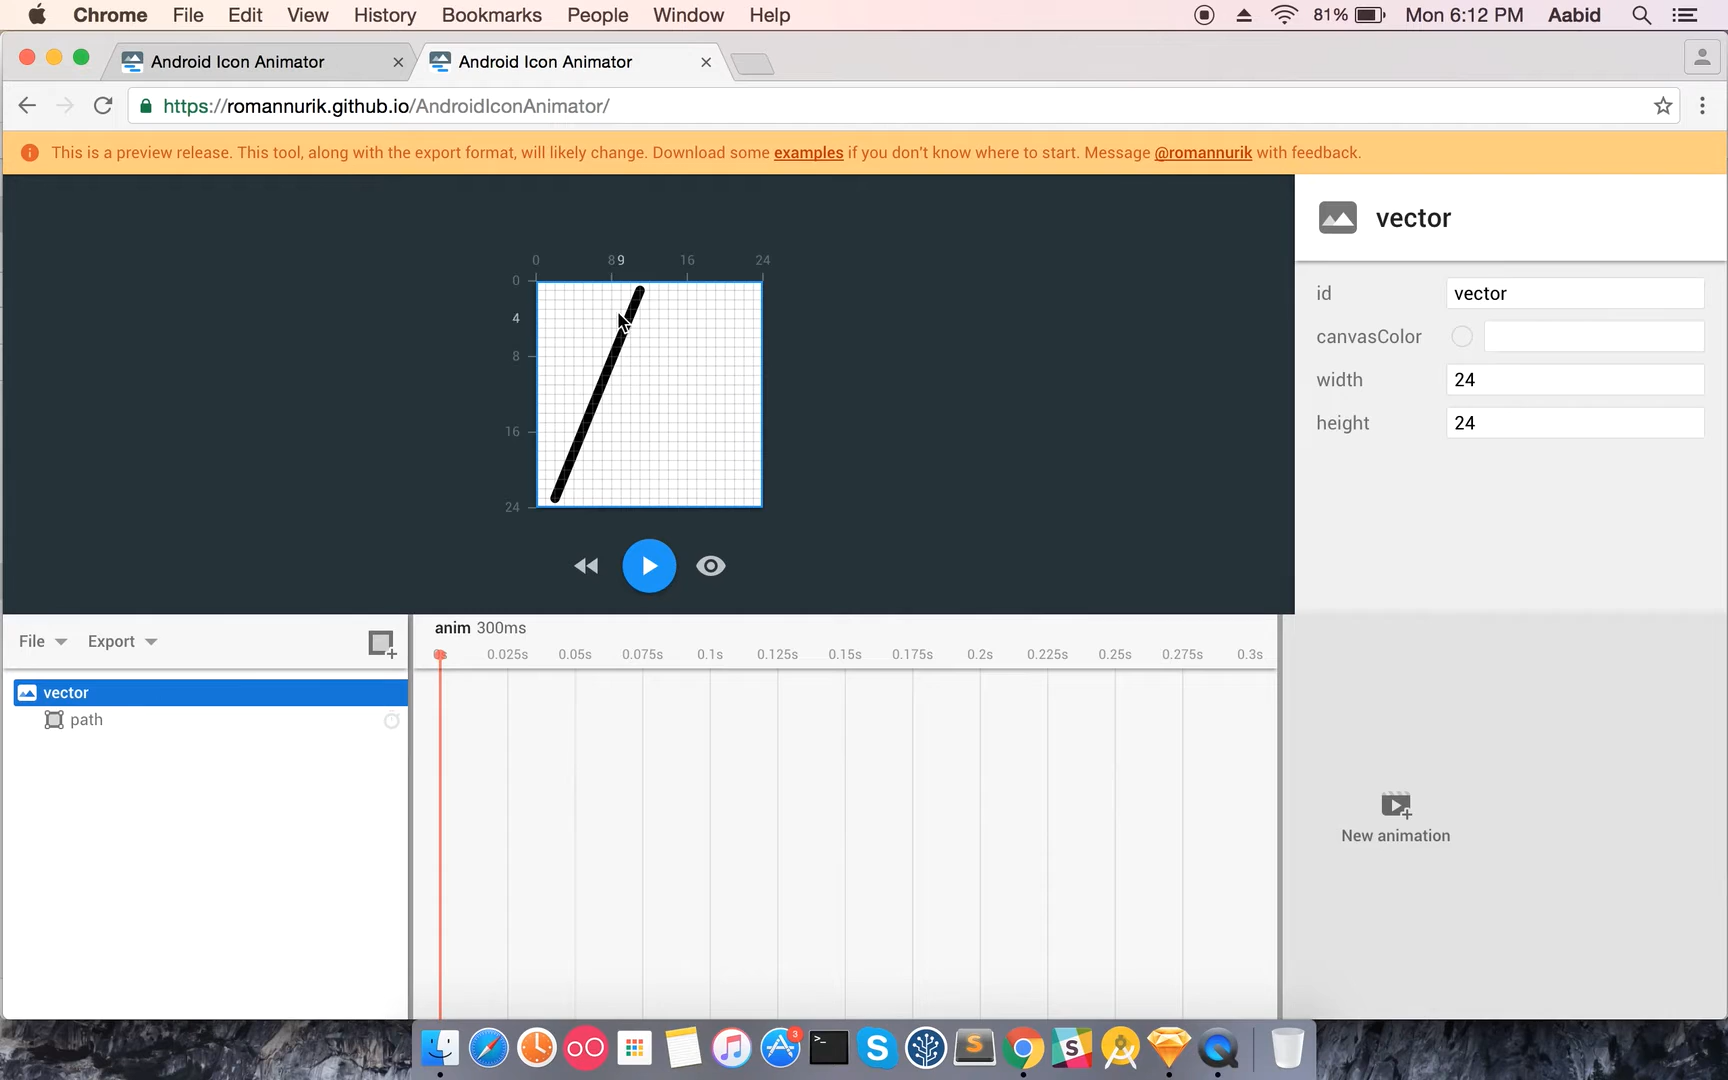 Chrome File Edit View History Bookmarks People Window Help 81% Mon 6:12 PM Aabid
Android Icon Animator Android Icon Animator
https://romannurik.github.io/AndroidIconAnimator/
This is a preview release. This tool, along with the export format, will likely change. Download some examples if you don't know where to start. Message @romannurik with feedback.
vector
0 8 9 16 24
0
4
8
16
24
id vector
canvasColor
width 24
height 24
File Export
anim 300ms
0.025s 0.05s 0.075s 0.1s 0.125s 0.15s 0.175s 0.2s 0.225s 0.25s 0.275s 0.3s
vector
path
New animation
3